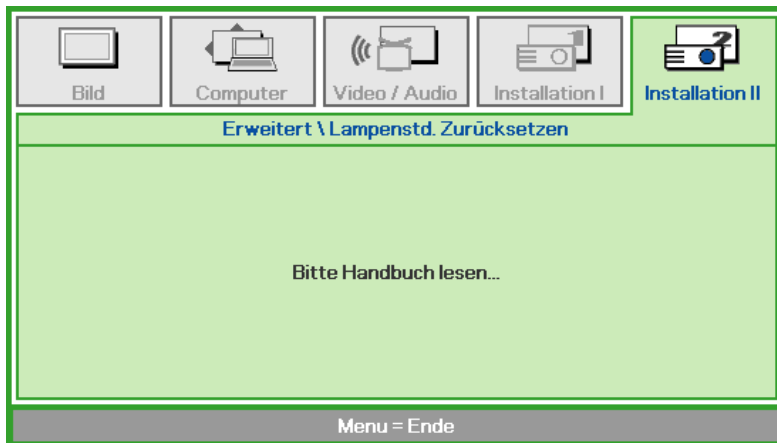 Bild
Computer
Video / Audio
Installation I
Installation II
Erweitert \ Lampenstd. Zurücksetzen
Bitte Handbuch lesen...
Menu = Ende